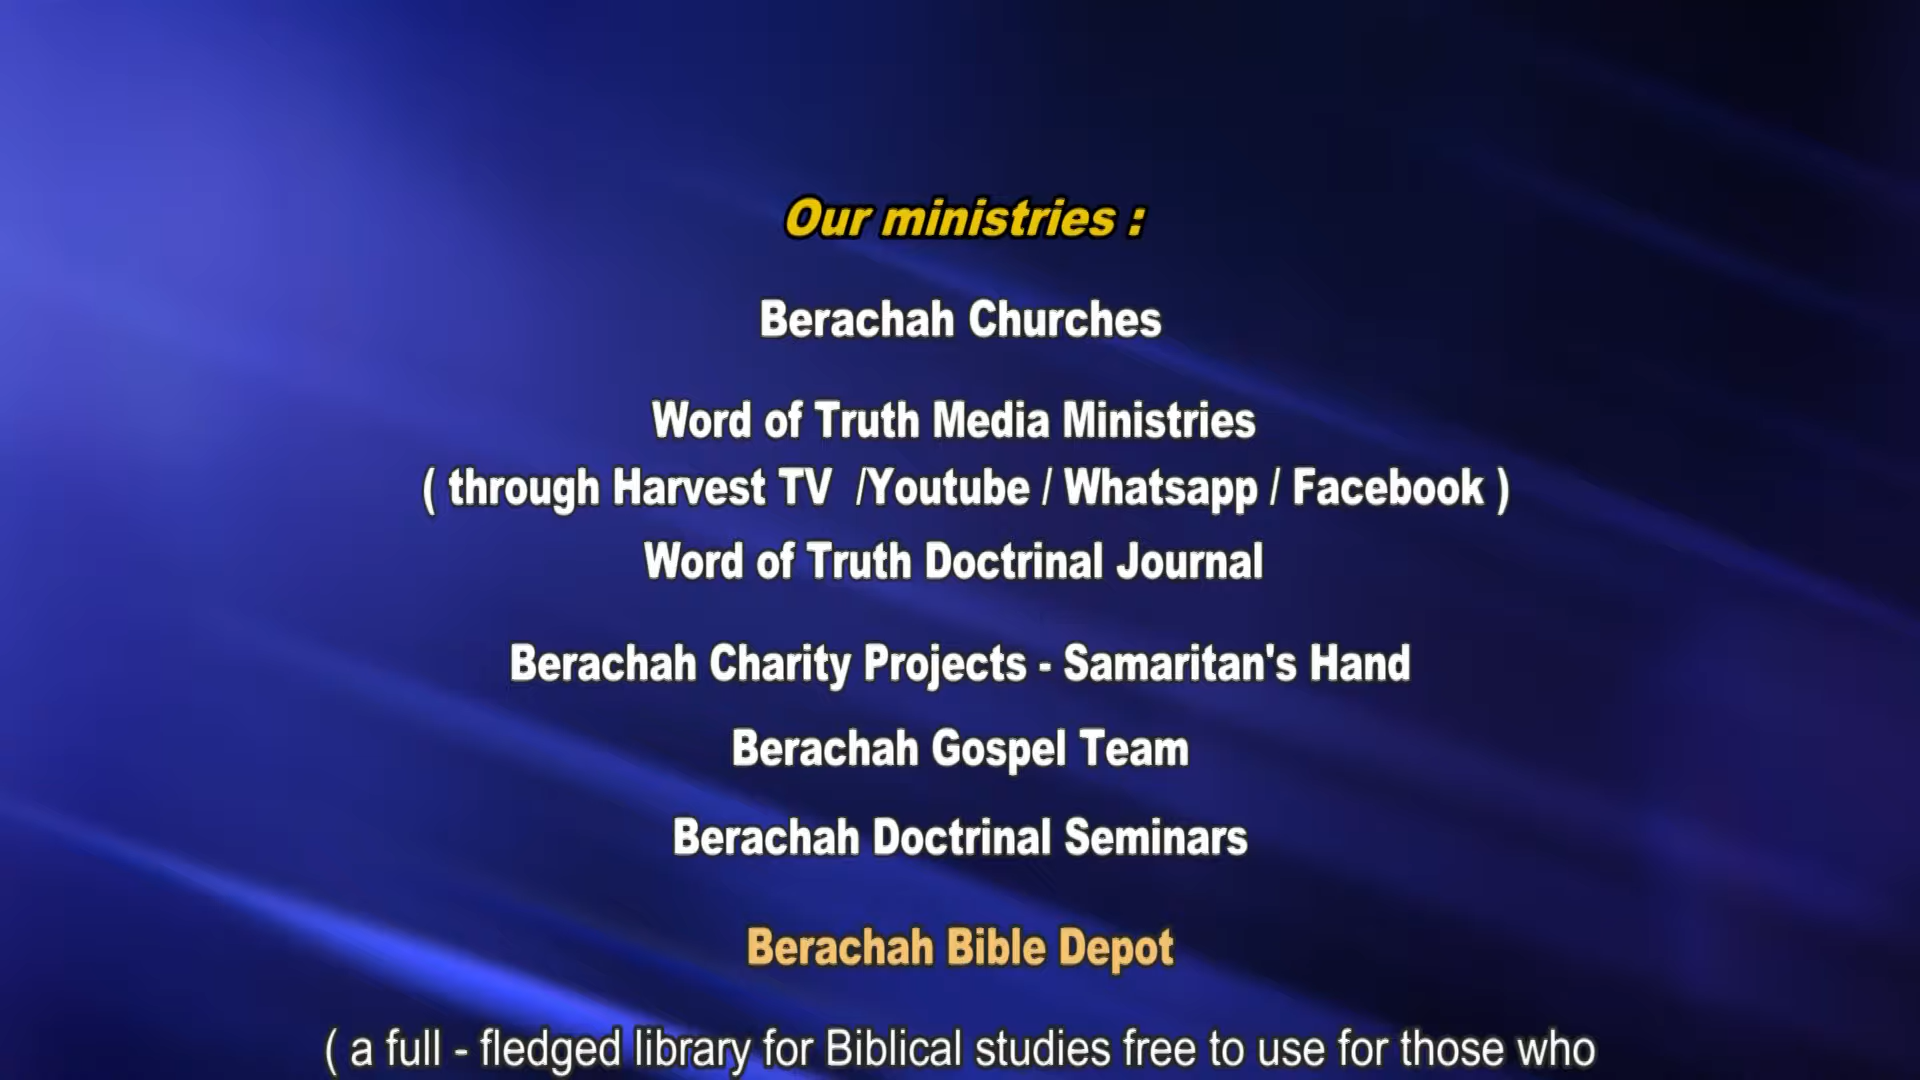 Our ministries :
Berachah Churches
Word of Truth Media Ministries
( through Harvest TV  /Youtube / Whatsapp / Facebook )
Word of Truth Doctrinal Journal
Berachah Charity Projects - Samaritan's Hand
Berachah Gospel Team
Berachah Doctrinal Seminars
Berachah Bible Depot
( a full - fledged library for Biblical studies free to use for those who